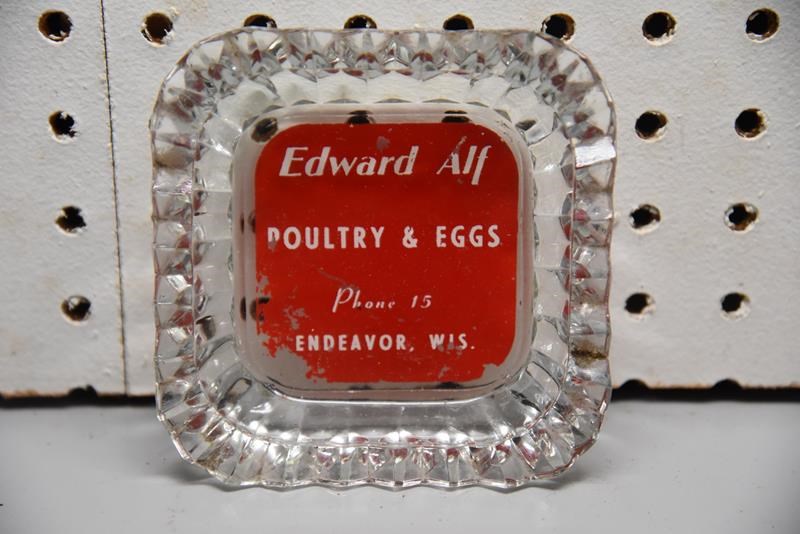 Edward Alf
POULTRY & EGGS
Phone 15
ENDEAVOR, WIS.